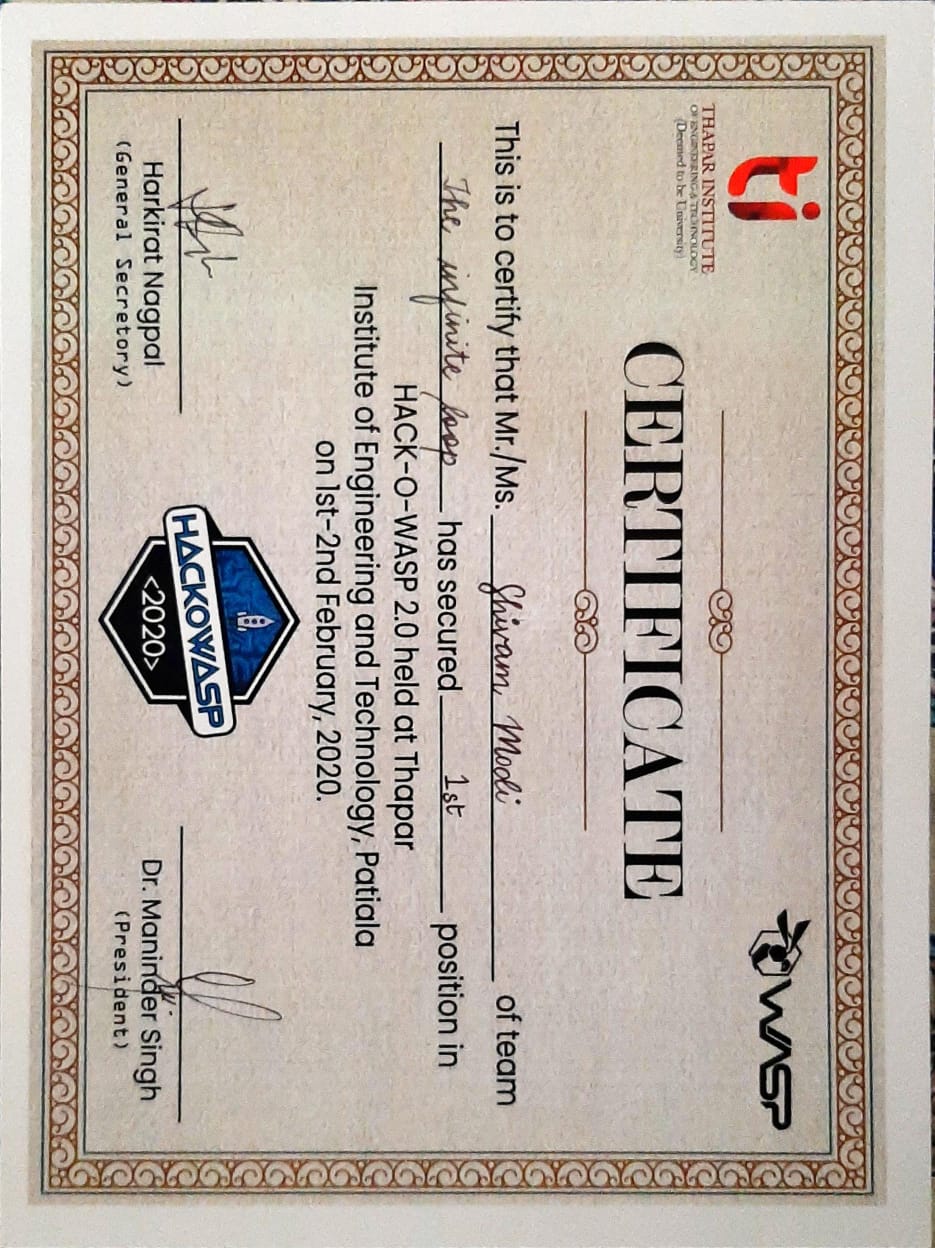 ti
THAPAR INSTITUTE
OF ENGINEERING & TECHNOLOGY
(Deemed to be University)
OWASP
CERTIFICATE
This is to certify that Mr./Ms. Shivam Modi of team
The infinite loop has secured 1st position in
HACK-O-WASP 2.0 held at Thapar
Institute of Engineering and Technology, Patiala
on 1st-2nd February, 2020.
HACKOWASP
<2020>
Harkirat Nagpal
(General Secretory)
Dr. Maninder Singh
(President)